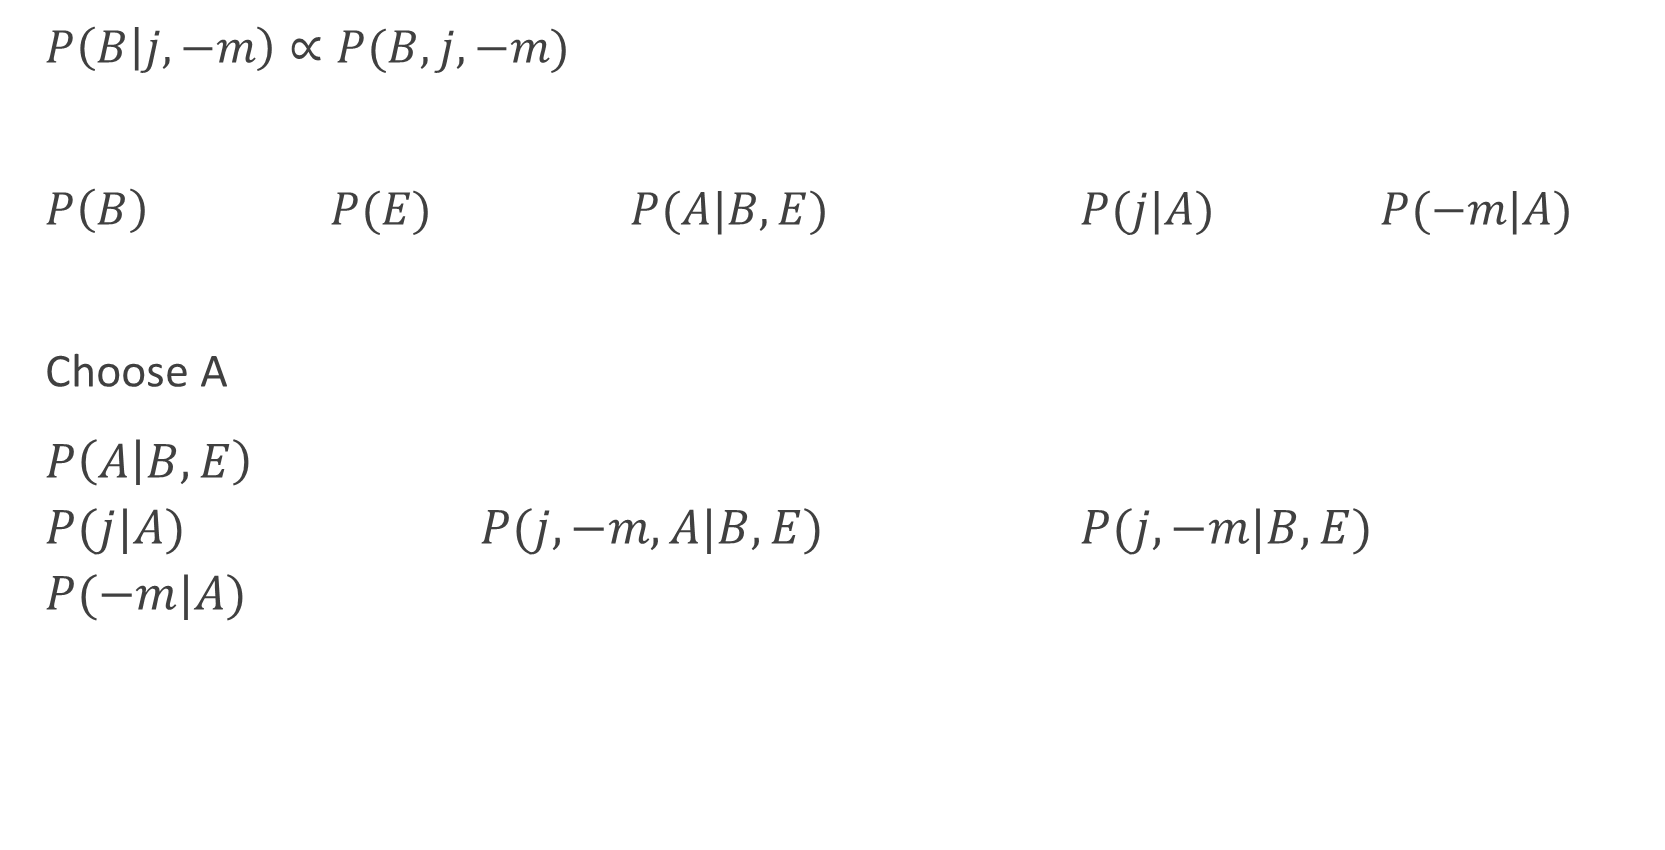 P(B|j, −m) ∝ P(B, j, −m)
P(B) P(E) P(A|B, E) P(j|A) P(−m|A)
Choose A
P(A|B, E)
P(j|A) P(j, −m, A|B, E) P(j, −m|B, E)
P(−m|A)